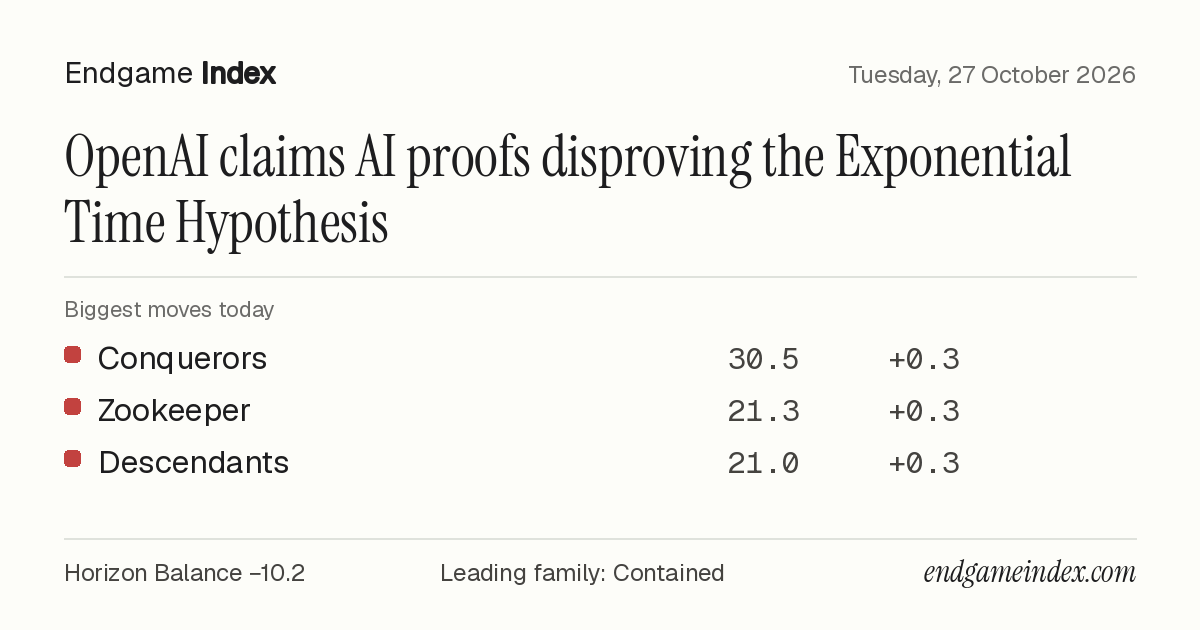 Endgame Index
Tuesday, 27 October 2026
OpenAI claims AI proofs disproving the Exponential
Time Hypothesis
Biggest moves today
Conquerors 30.5 +0.3
Zookeeper 21.3 +0.3
Descendants 21.0 +0.3
Horizon Balance –10.2
Leading family: Contained
endgameindex.com